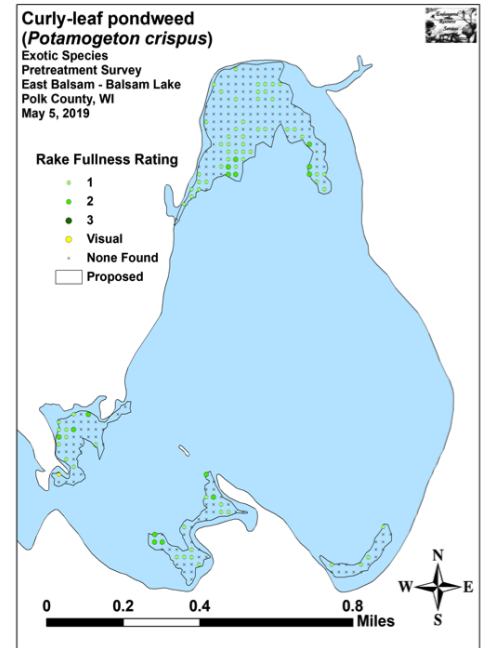 Curly-leaf pondweed
(Potamogeton crispus)
Exotic Species
Pretreatment Survey
East Balsam - Balsam Lake
Polk County, WI
May 5, 2019
Rake Fullness Rating
1
2
3
Visual
None Found
Proposed
N
W E
S
0 0.2 0.4 0.8
Miles